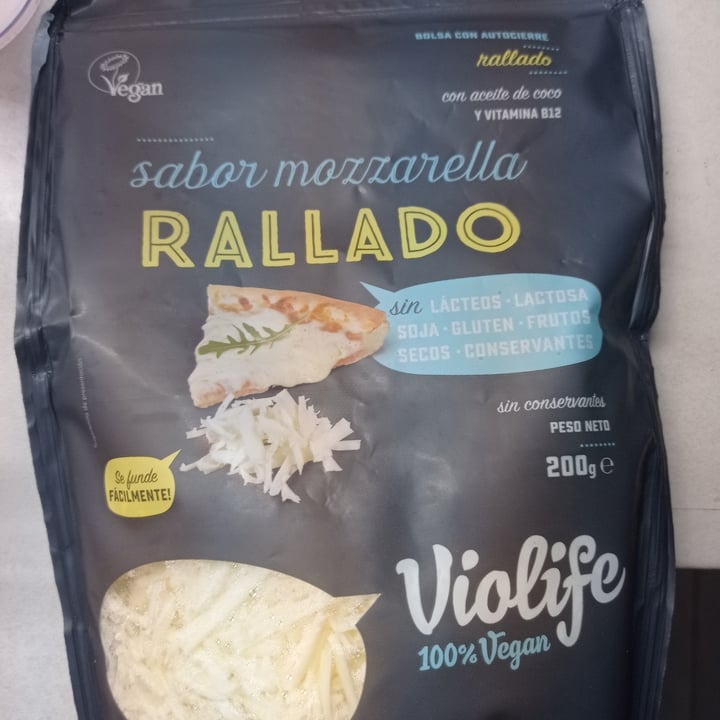 BOLSA CON AUTOCIERRE
rallado
con aceite de coco
Y VITAMINA B12
Vegan
sabor mozzarella
RALLADO
sin LÁCTEOS · LACTOSA
SOJA · GLUTEN · FRUTOS
SECOS · CONSERVANTES
sin conservantes
PESO NETO
200g e
Se funde
FÁCILMENTE!
Violife
100% Vegan